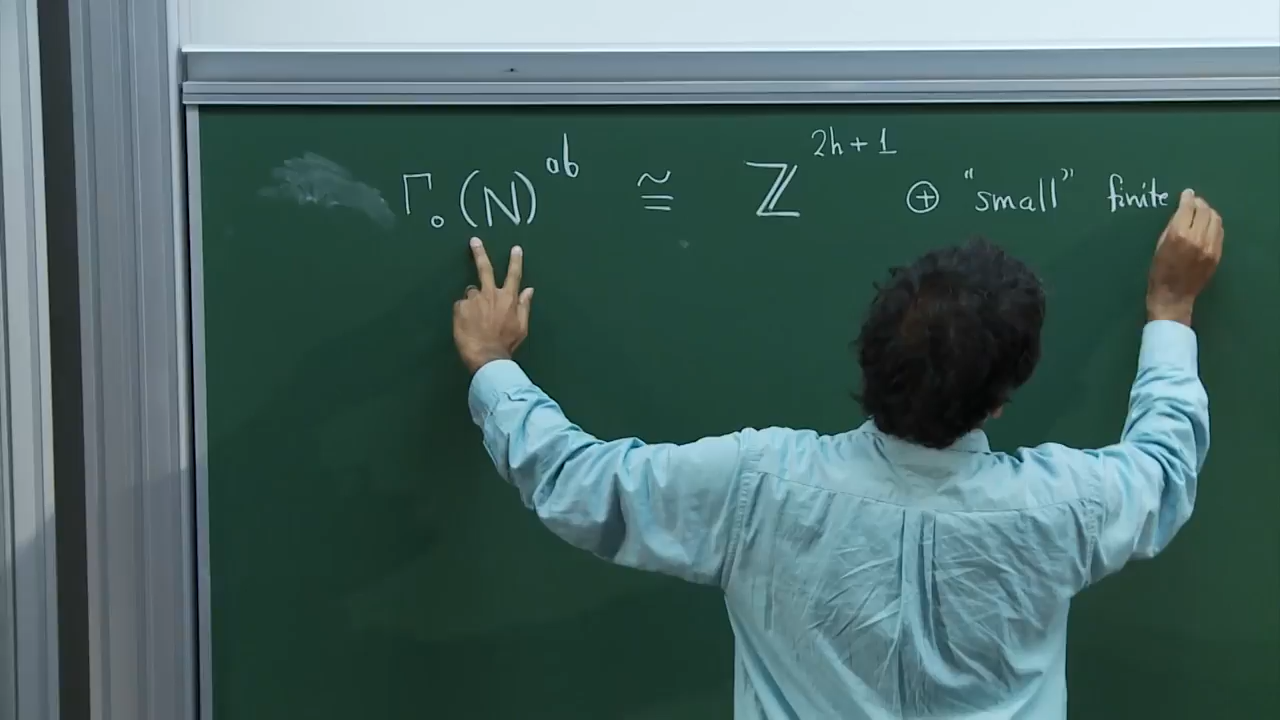 Γ₀(N)^{ab} ≅ ℤ^{2h+1} ⊕ "small" finite